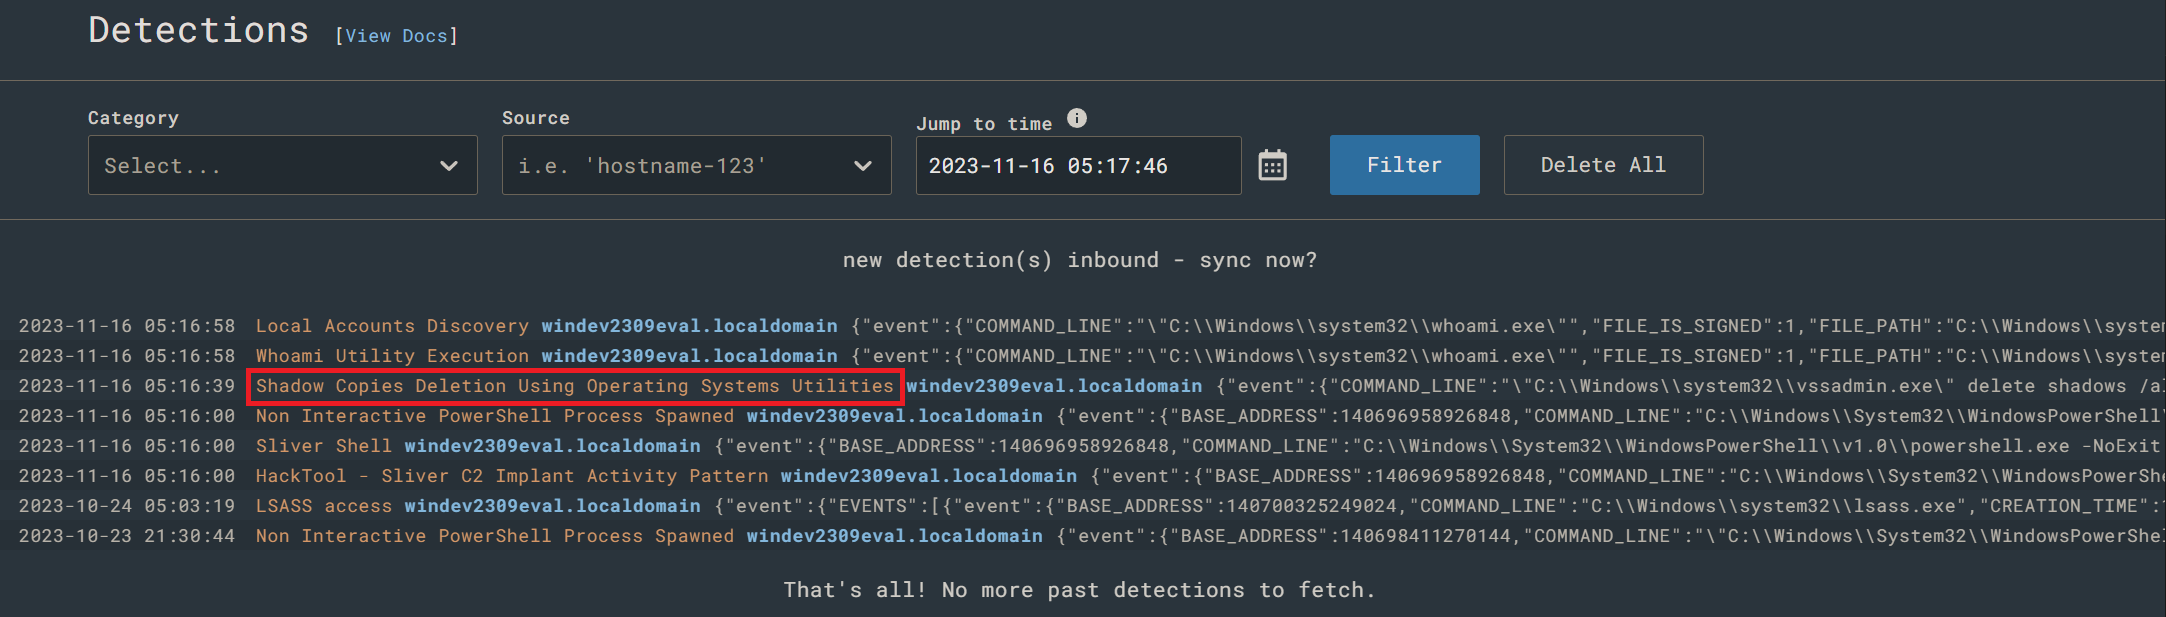 Detections [View Docs]
Category Source Jump to time
Select... i.e. 'hostname-123' 2023-11-16 05:17:46 Filter Delete All
new detection(s) inbound - sync now?
2023-11-16 05:16:58 Local Accounts Discovery windev2309eval.localdomain {"event":{"COMMAND_LINE":"\"C:\\Windows\\system32\\whoami.exe\"","FILE_IS_SIGNED":1,"FILE_PATH":"C:\\Windows\\system
2023-11-16 05:16:58 Whoami Utility Execution windev2309eval.localdomain {"event":{"COMMAND_LINE":"\"C:\\Windows\\system32\\whoami.exe\"","FILE_IS_SIGNED":1,"FILE_PATH":"C:\\Windows\\system
2023-11-16 05:16:39 Shadow Copies Deletion Using Operating Systems Utilities windev2309eval.localdomain {"event":{"COMMAND_LINE":"\"C:\\Windows\\system32\\vssadmin.exe\" delete shadows /al
2023-11-16 05:16:00 Non Interactive PowerShell Process Spawned windev2309eval.localdomain {"event":{"BASE_ADDRESS":140696958926848,"COMMAND_LINE":"C:\\Windows\\System32\\WindowsPowerShell\
2023-11-16 05:16:00 Sliver Shell windev2309eval.localdomain {"event":{"BASE_ADDRESS":140696958926848,"COMMAND_LINE":"C:\\Windows\\System32\\WindowsPowerShell\\v1.0\\powershell.exe -NoExit
2023-11-16 05:16:00 HackTool - Sliver C2 Implant Activity Pattern windev2309eval.localdomain {"event":{"BASE_ADDRESS":140696958926848,"COMMAND_LINE":"C:\\Windows\\System32\\WindowsPowerShe
2023-10-24 05:03:19 LSASS access windev2309eval.localdomain {"event":{"EVENTS":[{"event":{"BASE_ADDRESS":140700325249024,"COMMAND_LINE":"C:\\Windows\\system32\\lsass.exe","CREATION_TIME":
2023-10-23 21:30:44 Non Interactive PowerShell Process Spawned windev2309eval.localdomain {"event":{"BASE_ADDRESS":140698411270144,"COMMAND_LINE":"\"C:\\Windows\\System32\\WindowsPowerShe
That's all! No more past detections to fetch.